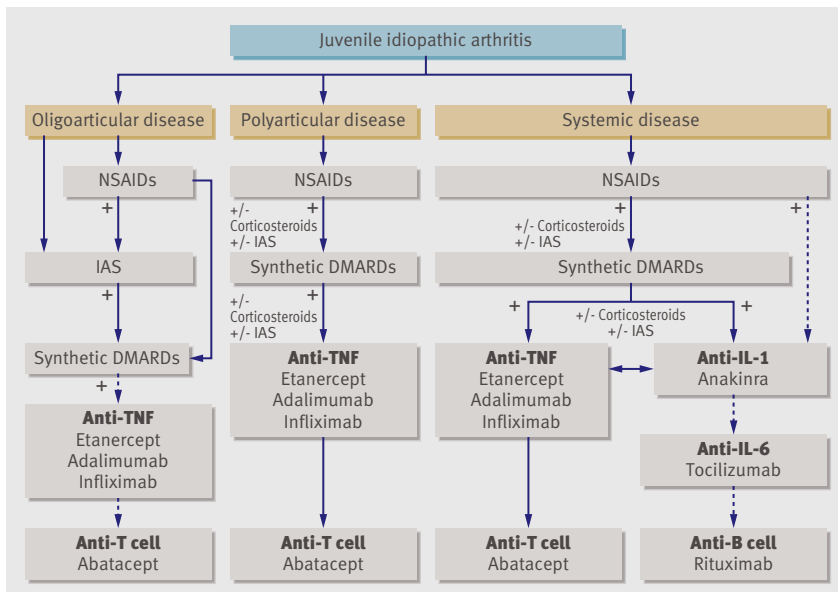 Juvenile idiopathic arthritis
Oligoarticular disease
NSAIDs
+
IAS
+
Synthetic DMARDs
+
Anti-TNF
Etanercept
Adalimumab
Infliximab
Anti-T cell
Abatacept
Polyarticular disease
NSAIDs
+/-
+
Corticosteroids
+/- IAS
Synthetic DMARDs
+/-
+
Corticosteroids
+/- IAS
Anti-TNF
Etanercept
Adalimumab
Infliximab
Anti-T cell
Abatacept
Systemic disease
NSAIDs
+
+
+/- Corticosteroids
+/- IAS
Synthetic DMARDs
+
+/- Corticosteroids
+
+/- IAS
Anti-TNF
Etanercept
Adalimumab
Infliximab
Anti-T cell
Abatacept
Anti-IL-1
Anakinra
Anti-IL-6
Tocilizumab
Anti-B cell
Rituximab